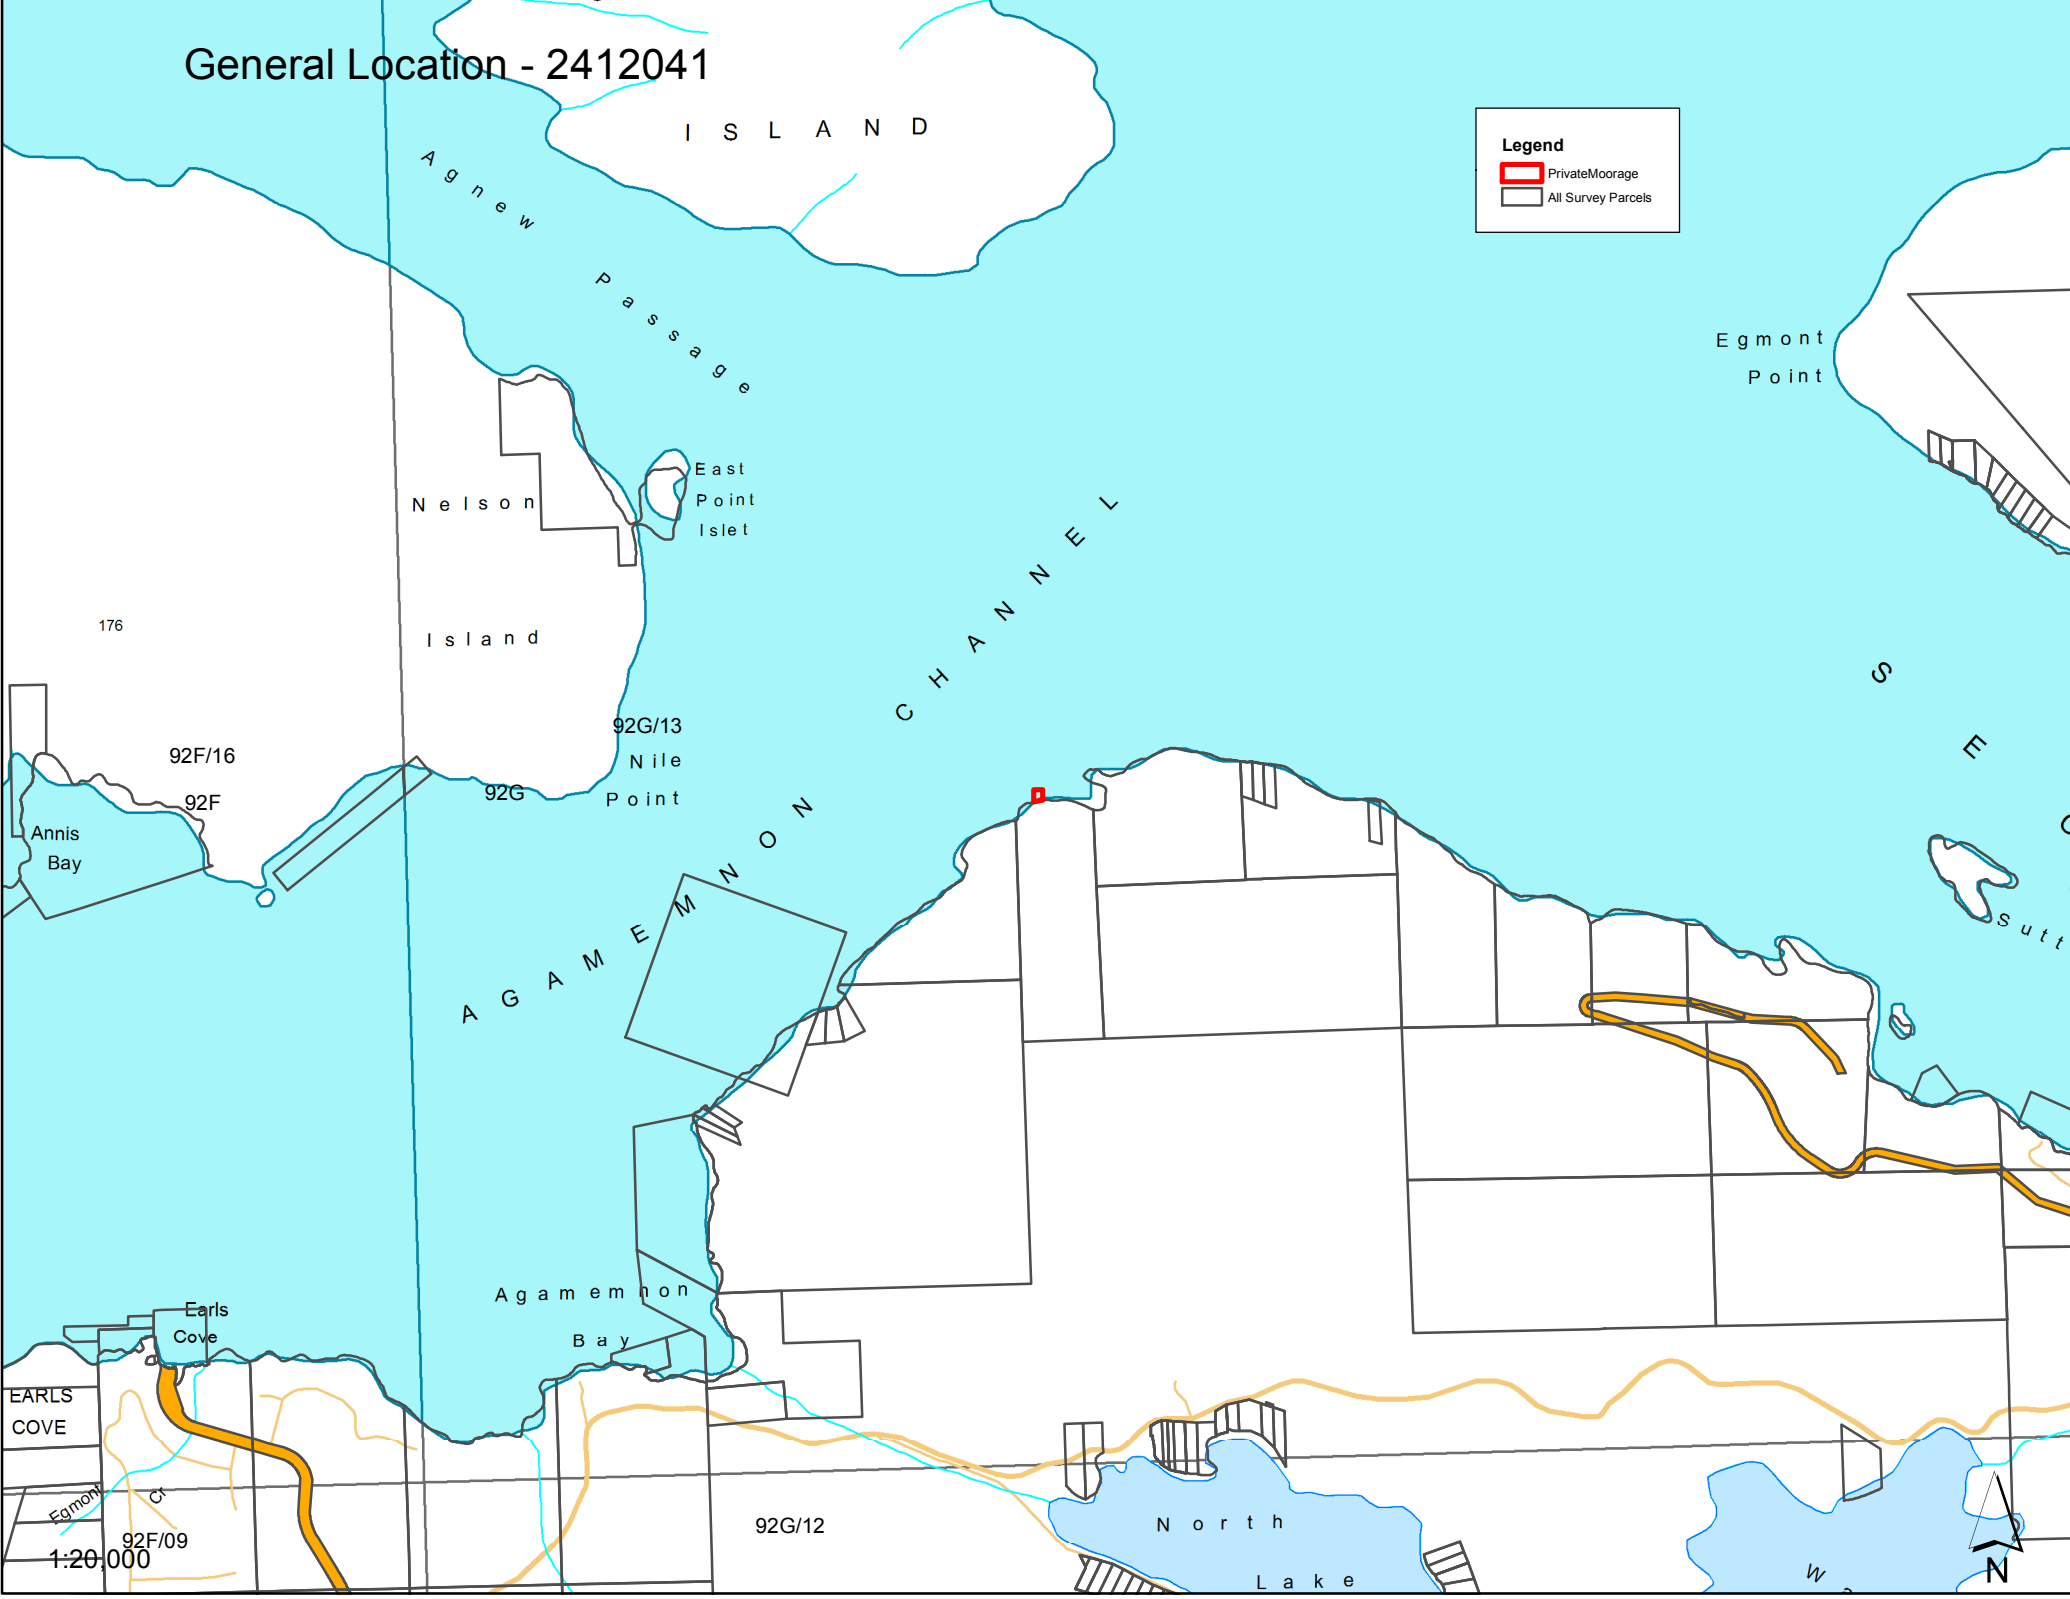 General Location - 2412041
ISLAND
Agnew Passage
Legend
PrivateMoorage
All Survey Parcels
Egmont
Point
East
Point
Islet
Nelson
Island
176
CHANNEL
AGAMEMNON
S
E
92G/13
92F/16
Nile
92F
92G
Point
Annis
Bay
Sutt
Agamemnon
Bay
Earls
Cove
EARLS
COVE
Egmont Cr
92F/09
1:20,000
92G/12
North
Lake
N